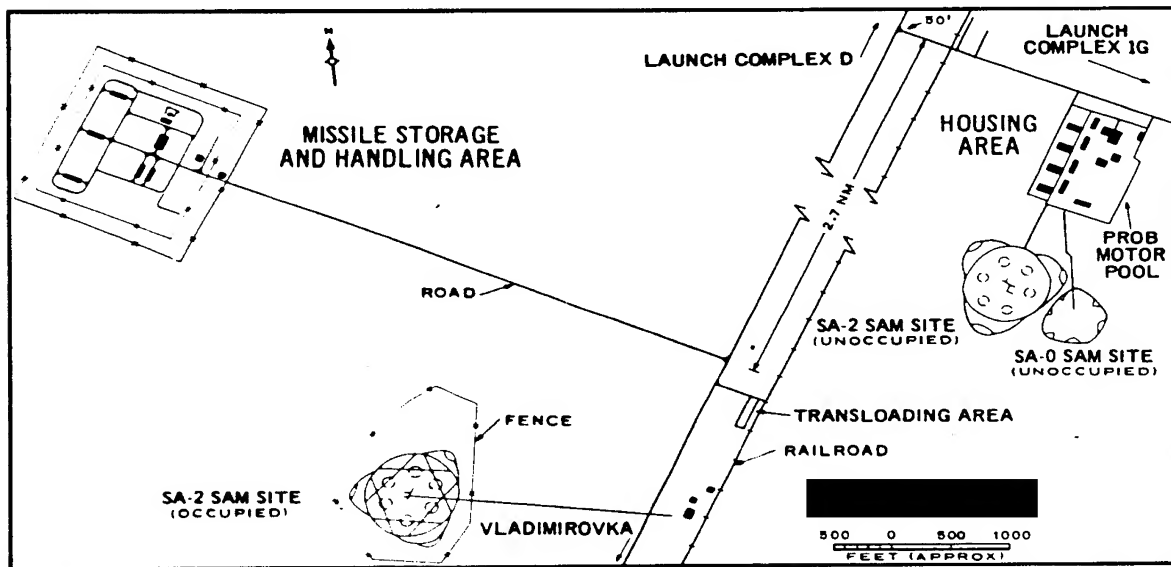 N
50'
LAUNCH COMPLEX D
LAUNCH
COMPLEX 1G
MISSILE STORAGE
AND HANDLING AREA
HOUSING
AREA
2.7 NM
PROB
MOTOR
POOL
ROAD
SA-2 SAM SITE
(UNOCCUPIED)
SA-0 SAM SITE
(UNOCCUPIED)
FENCE
TRANSLOADING AREA
RAILROAD
SA-2 SAM SITE
(OCCUPIED)
VLADIMIROVKA
500 0 500 1000
FEET (APPROX)